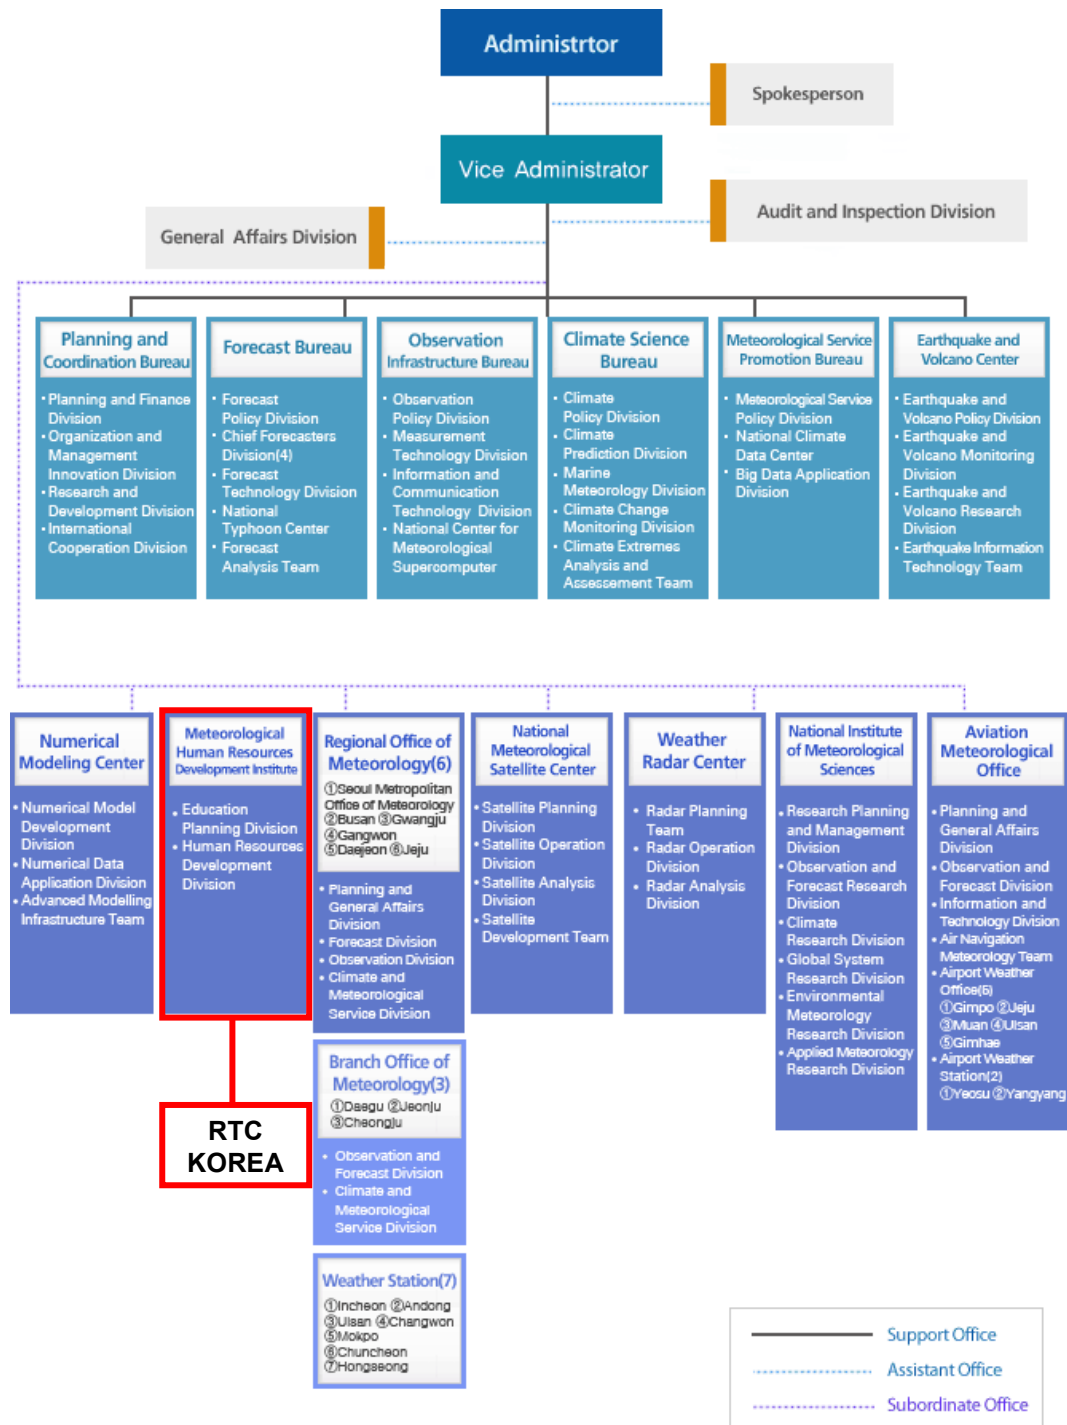 Administrtor
Spokesperson
Vice Administrator
Audit and Inspection Division
General Affairs Division
Planning and
Coordination Bureau
• Planning and Finance
Division
• Organization and
Management
Innovation Division
• Research and
Development Division
• International
Cooperation Division
Forecast Bureau
• Forecast
Policy Division
• Chief Forecasters
Division(4)
• Forecast
Technology Division
• National
Typhoon Center
• Forecast
Analysis Team
Observation
Infrastructure Bureau
• Observation
Policy Division
• Measurement
Technology Division
• Information and
Communication
Technology Division
• National Center for
Meteorological
Supercomputer
Climate Science
Bureau
• Climate
Policy Division
• Climate
Prediction Division
• Marine
Meteorology Division
• Climate Change
Monitoring Division
• Climate Extremes
Analysis and
Assessement Team
Meteorological Service
Promotion Bureau
• Meteorological Service
Policy Division
• National Climate
Data Center
• Big Data Application
Division
Earthquake and
Volcano Center
• Earthquake and
Volcano Policy Division
• Earthquake and
Volcano Monitoring
Division
• Earthquake and
Volcano Research
Division
• Earthquake Information
Technology Team
Numerical
Modeling Center
• Numerical Model
Development
Division
• Numerical Data
Application Division
• Advanced Modelling
Infrastructure Team
Meteorological
Human Resources
Development Institute
• Education
Planning Division
• Human Resources
Development
Division
RTC
KOREA
Regional Office of
Meteorology(6)
①Seoul Metropolitan
Office of Meteorology
②Busan ③Gwangju
④Gangwon
⑤Daejeon ⑥Jeju
• Planning and
General Affairs
Division
• Forecast Division
• Observation Division
• Climate and
Meteorological
Service Division
Branch Office of
Meteorology(3)
①Daegu ②Jeonju
③Cheongju
• Observation and
Forecast Division
• Climate and
Meteorological
Service Division
Weather Station(7)
①Incheon ②Andong
③Ulsan ④Changwon
⑤Mokpo
⑥Chuncheon
⑦Hongseong
National
Meteorological
Satellite Center
• Satellite Planning
Division
• Satellite Operation
Division
• Satellite Analysis
Division
• Satellite
Development Team
Weather
Radar Center
• Radar Planning
Team
• Radar Operation
Division
• Radar Analysis
Division
National Institute
of Meteorological
Sciences
• Research Planning
and Management
Division
• Observation and
Forecast Research
Division
• Climate
Research Division
• Global System
Research Division
• Environmental
Meteorology
Research Division
• Applied Meteorology
Research Division
Aviation
Meteorological
Office
• Planning and
General Affairs
Division
• Observation and
Forecast Division
• Information and
Technology Division
• Air Navigation
Meteorology Team
• Airport Weather
Office(5)
①Gimpo ②Jeju
③Muan ④Ulsan
⑤Gimhae
• Airport Weather
Station(2)
①Yeosu ②Yangyang
Support Office
Assistant Office
Subordinate Office